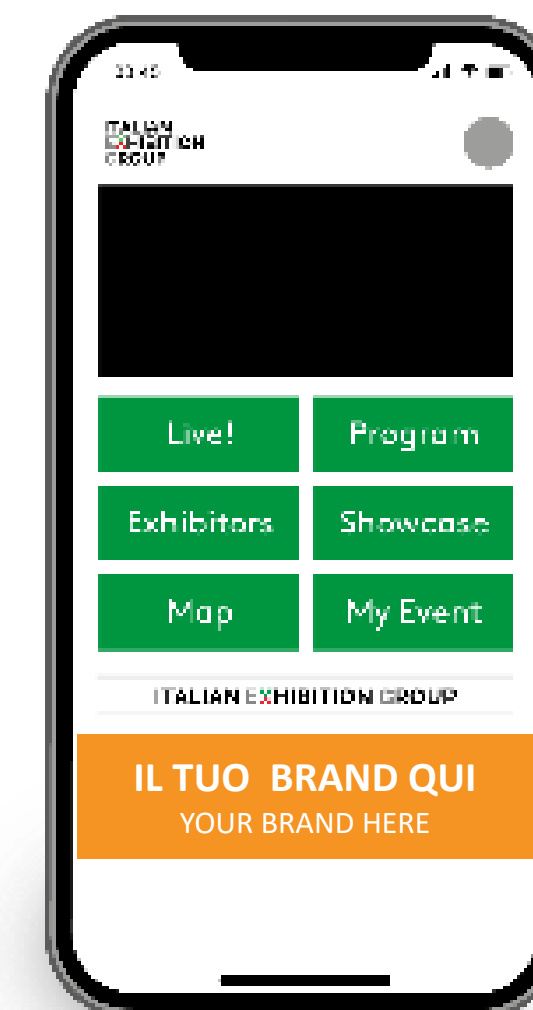 ITALIAN
EXHIBITION
GROUP
Live!
Program
Exhibitors
Showcase
Map
My Event
ITALIAN EXHIBITION GROUP
IL TUO BRAND QUI
YOUR BRAND HERE